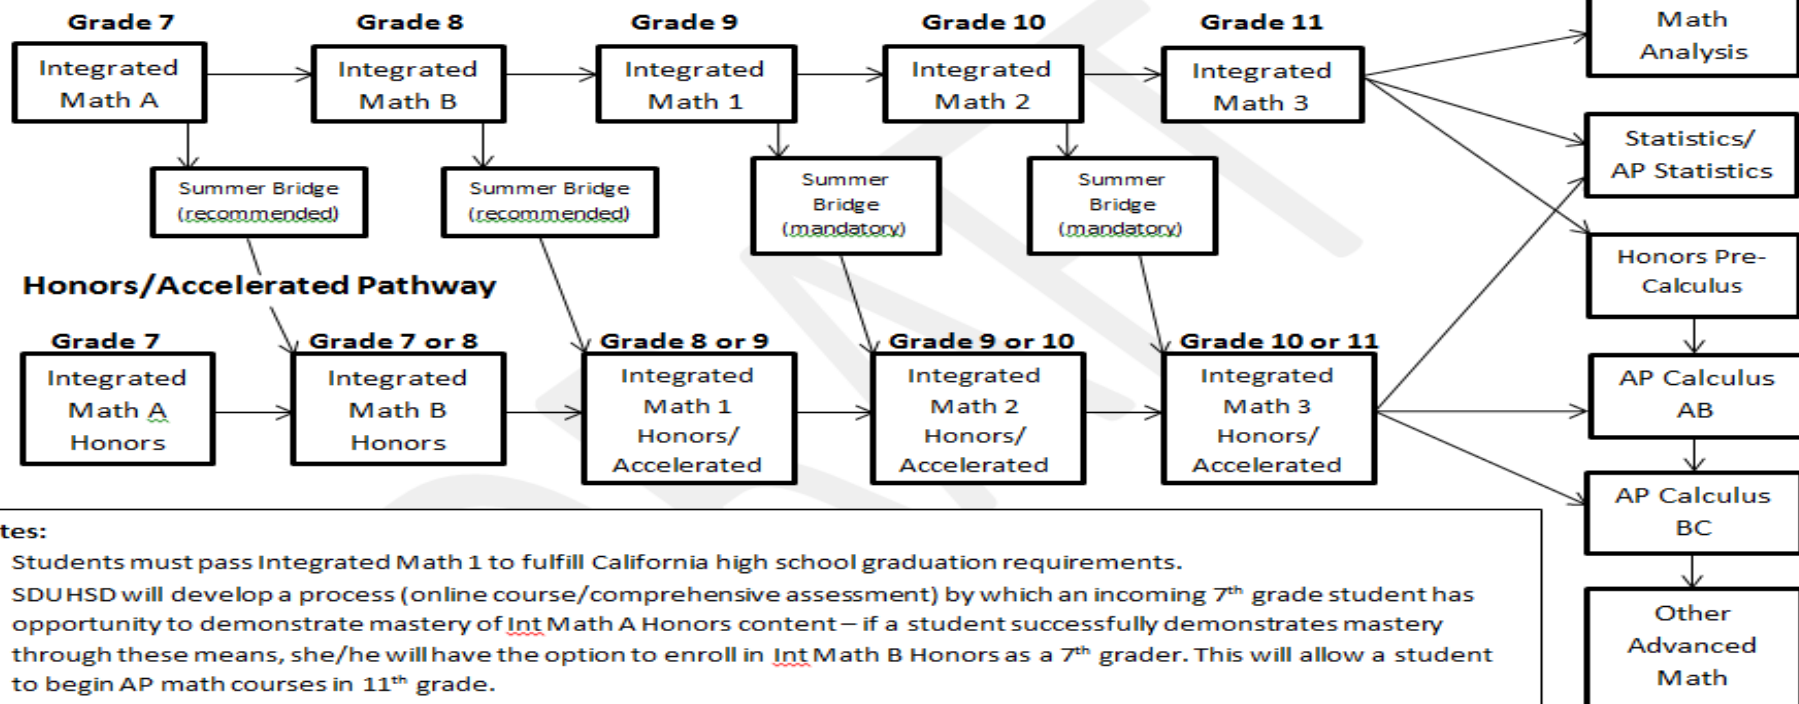 Grade 7
Grade 8
Grade 9
Grade 10
Grade 11
Integrated
Math A
Integrated
Math B
Integrated
Math 1
Integrated
Math 2
Integrated
Math 3
Math
Analysis
Statistics/
AP Statistics
Summer Bridge
(recommended)
Summer Bridge
(recommended)
Summer
Bridge
(mandatory)
Summer
Bridge
(mandatory)
Honors Pre-
Calculus
Honors/Accelerated Pathway
Grade 7
Grade 7 or 8
Grade 8 or 9
Grade 9 or 10
Grade 10 or 11
Integrated
Math A
Honors
Integrated
Math B
Honors
Integrated
Math 1
Honors/
Accelerated
Integrated
Math 2
Honors/
Accelerated
Integrated
Math 3
Honors/
Accelerated
AP Calculus
AB
AP Calculus
BC
Other
Advanced
Math
tes:
Students must pass Integrated Math 1 to fulfill California high school graduation requirements.
SDUHSD will develop a process (online course/comprehensive assessment) by which an incoming 7th grade student has
opportunity to demonstrate mastery of Int Math A Honors content – if a student successfully demonstrates mastery
through these means, she/he will have the option to enroll in Int Math B Honors as a 7th grader. This will allow a student
to begin AP math courses in 11th grade.